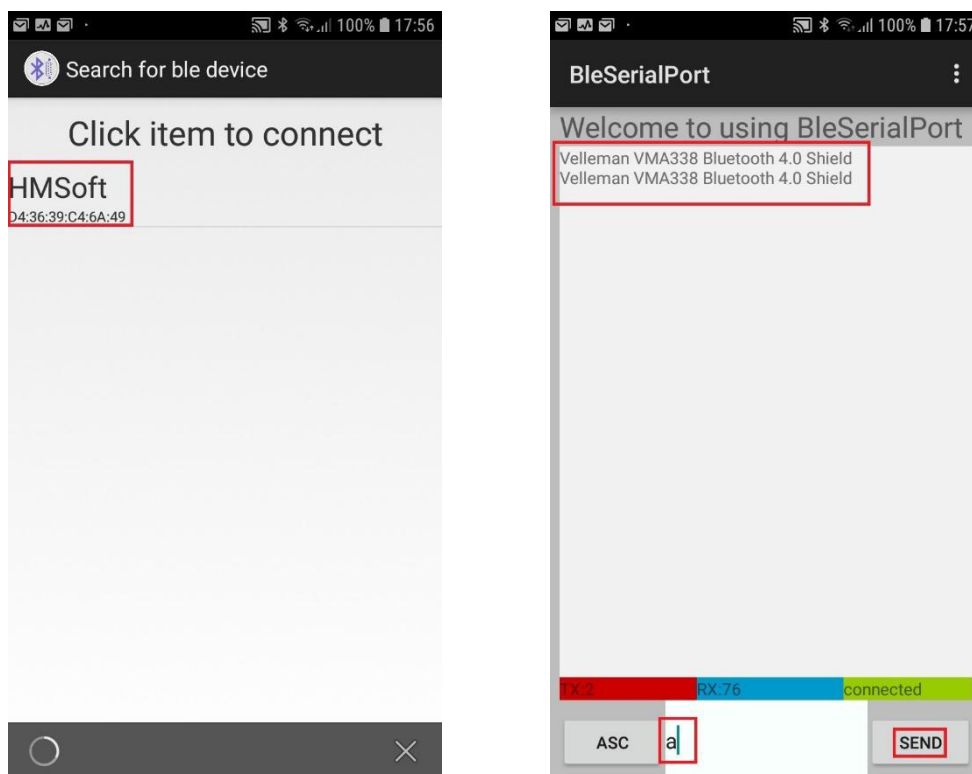 100% 17:56
Search for ble device
Click item to connect
HMSoft
D4:36:39:C4:6A:49
100% 17:57
BleSerialPort
Welcome to using BleSerialPort
Velleman VMA338 Bluetooth 4.0 Shield
Velleman VMA338 Bluetooth 4.0 Shield
TX:2 RX:76 connected
ASC a SEND